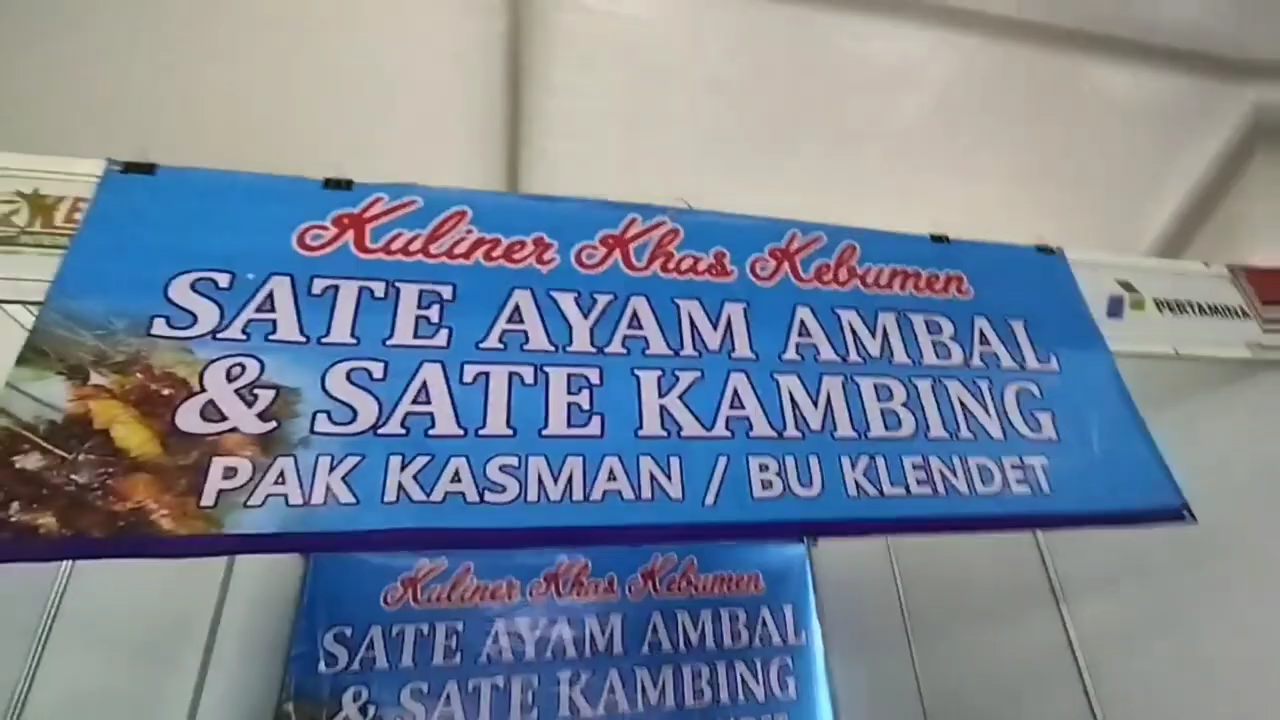 Kuliner Khas Kebumen
SATE AYAM AMBAL
& SATE KAMBING
PAK KASMAN / BU KLENDET
PERTAMINA
Kuliner Khas Kebumen
SATE AYAM AMBAL
& SATE KAMBING